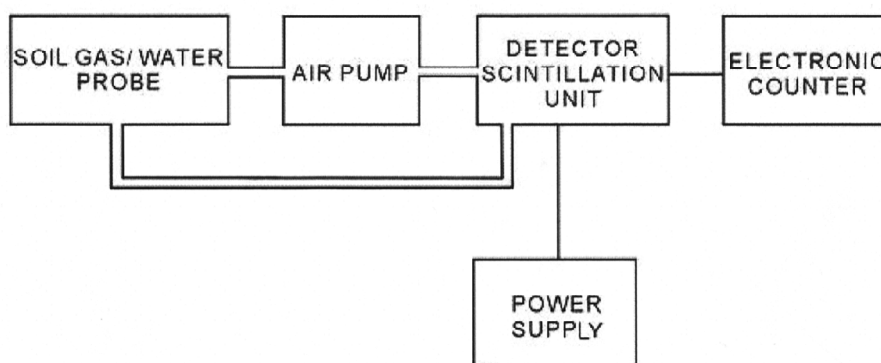 SOIL GAS/ WATER
PROBE
AIR PUMP
DETECTOR
SCINTILLATION
UNIT
ELECTRONIC
COUNTER
POWER
SUPPLY